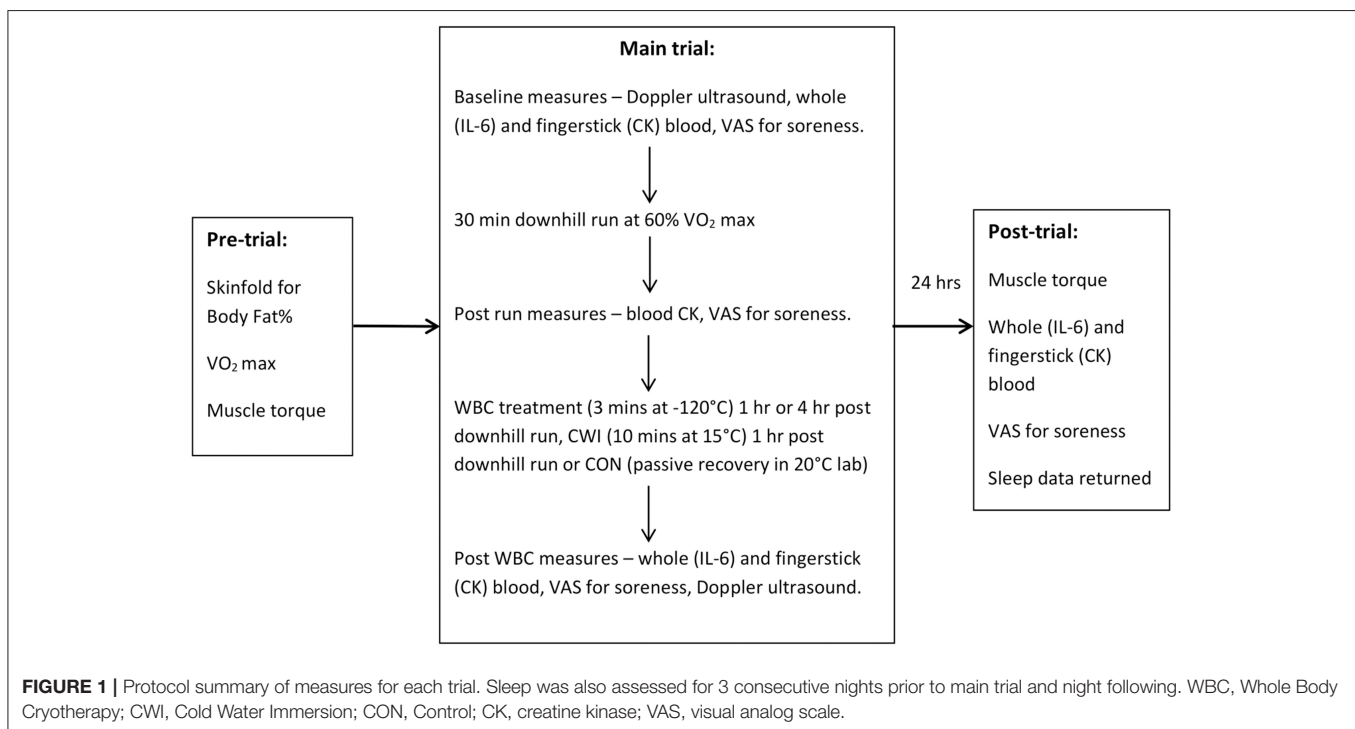 Pre-trial:
Skinfold for
Body Fat%
VO₂ max
Muscle torque
Main trial:
Baseline measures – Doppler ultrasound, whole
(IL-6) and fingerstick (CK) blood, VAS for soreness.
30 min downhill run at 60% VO₂ max
Post run measures – blood CK, VAS for soreness.
WBC treatment (3 mins at -120°C) 1 hr or 4 hr post
downhill run, CWI (10 mins at 15°C) 1 hr post
downhill run or CON (passive recovery in 20°C lab)
Post WBC measures – whole (IL-6) and fingerstick
(CK) blood, VAS for soreness, Doppler ultrasound.
24 hrs
Post-trial:
Muscle torque
Whole (IL-6) and
fingerstick (CK)
blood
VAS for soreness
Sleep data returned
FIGURE 1 | Protocol summary of measures for each trial. Sleep was also assessed for 3 consecutive nights prior to main trial and night following. WBC, Whole Body
Cryotherapy; CWI, Cold Water Immersion; CON, Control; CK, creatine kinase; VAS, visual analog scale.